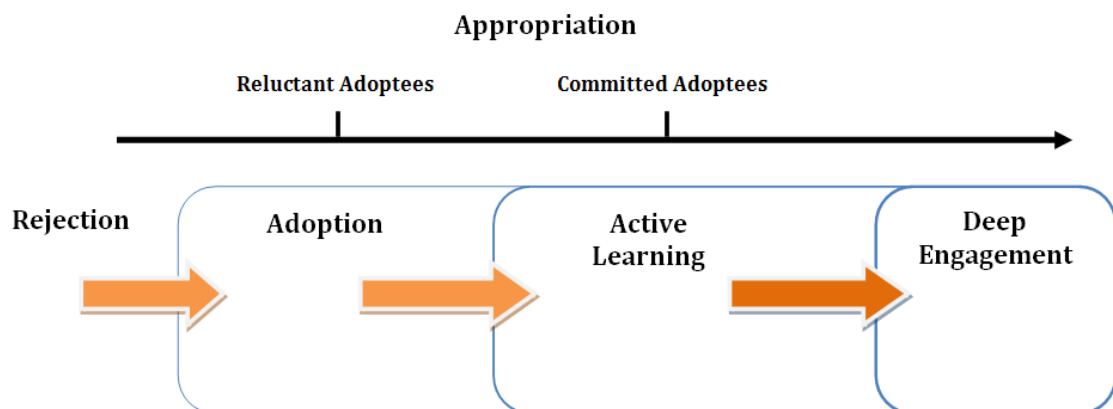 Appropriation
Reluctant Adoptees
Committed Adoptees
Rejection
Adoption
Active
Learning
Deep
Engagement